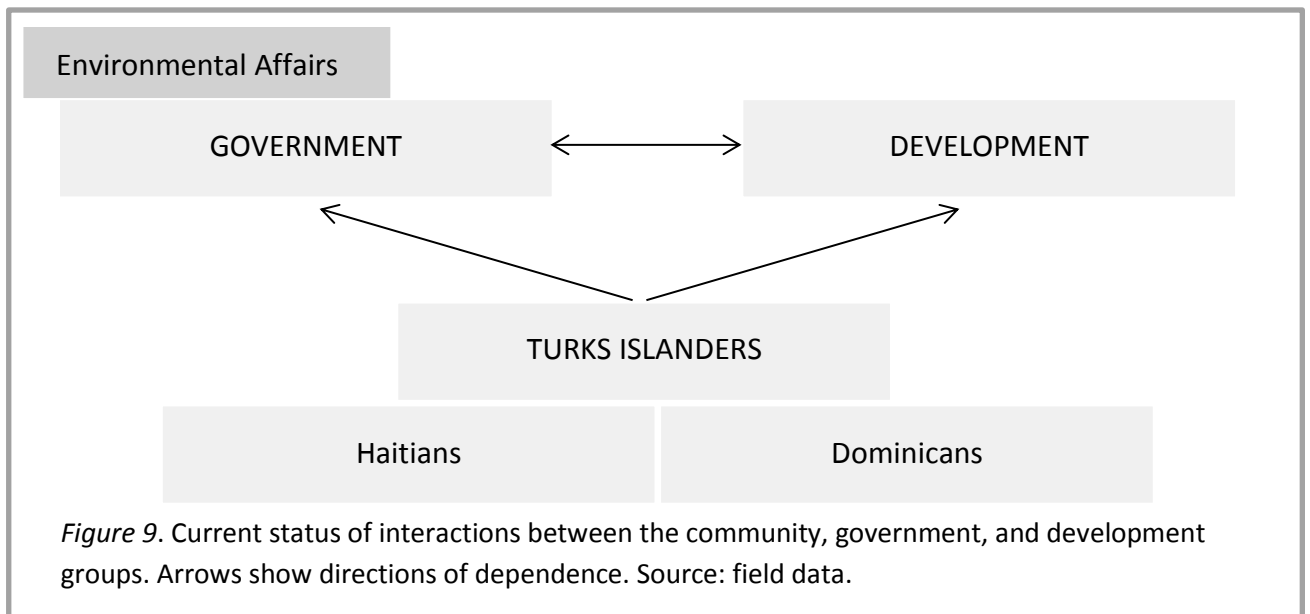 Environmental Affairs
GOVERNMENT
DEVELOPMENT
TURKS ISLANDERS
Haitians
Dominicans
Figure 9. Current status of interactions between the community, government, and development
groups. Arrows show directions of dependence. Source: field data.